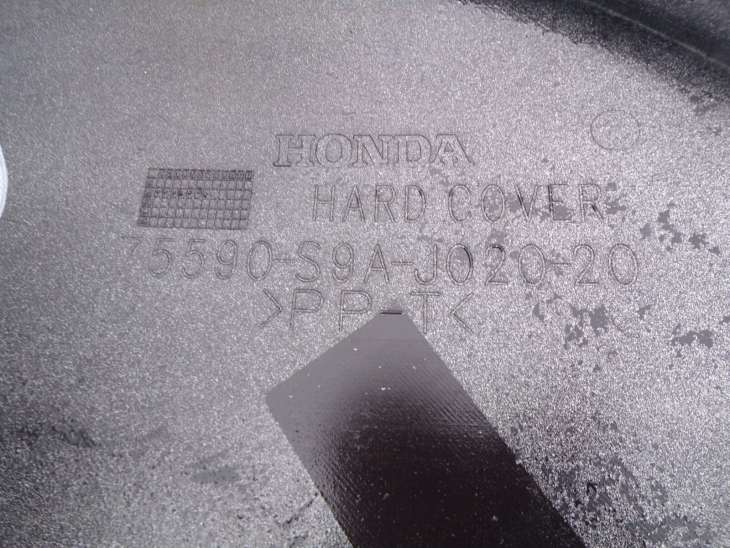 HONDA
HARD COVER
75590-S9A-J020-20
>PP-T<